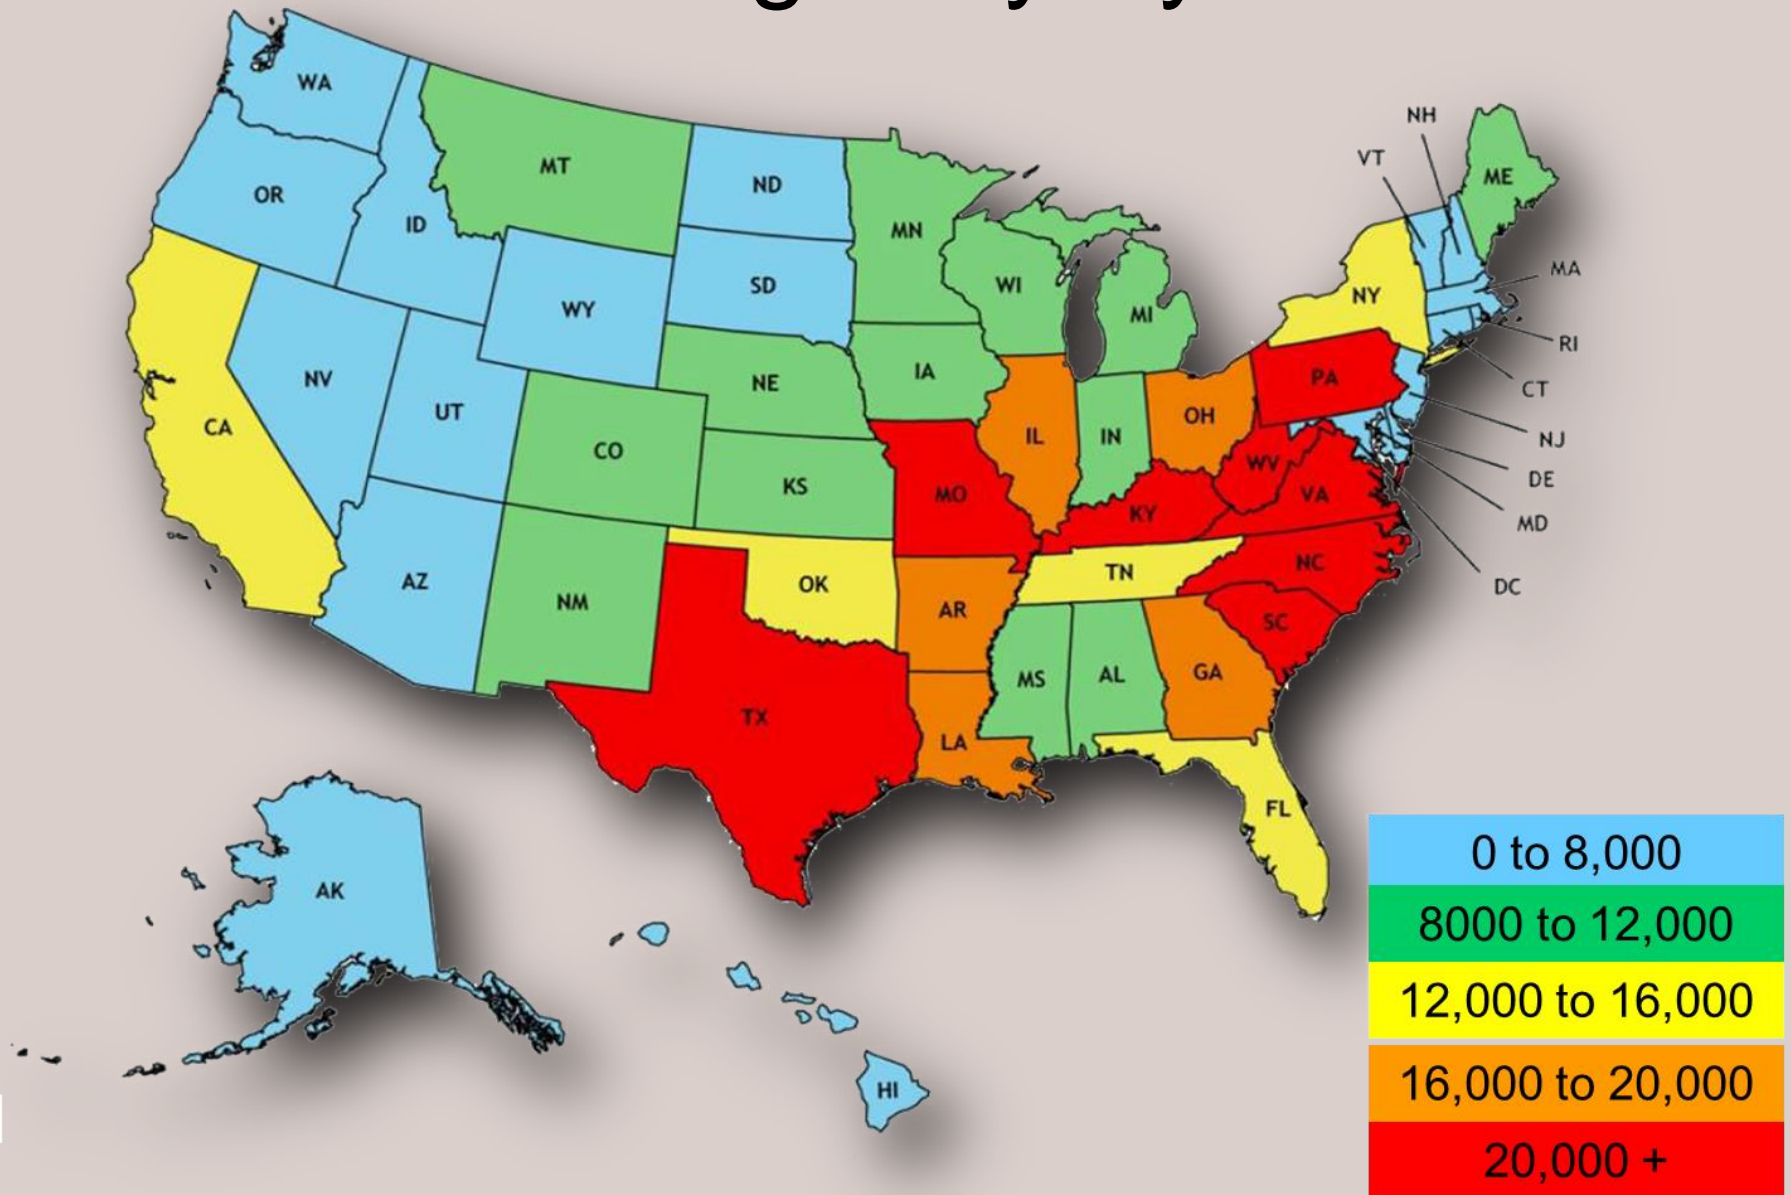 WA
OR
ID
MT
ND
MN
SD
WY
WI
MI
NE
IA
NV
UT
CO
KS
CA
AZ
NM
OK
TX
MO
AR
LA
IL
IN
OH
KY
WV
VA
TN
NC
SC
MS
AL
GA
FL
PA
NY
VT
NH
ME
MA
RI
CT
NJ
DE
MD
DC
AK
HI
0 to 8,000
8000 to 12,000
12,000 to 16,000
16,000 to 20,000
20,000 +